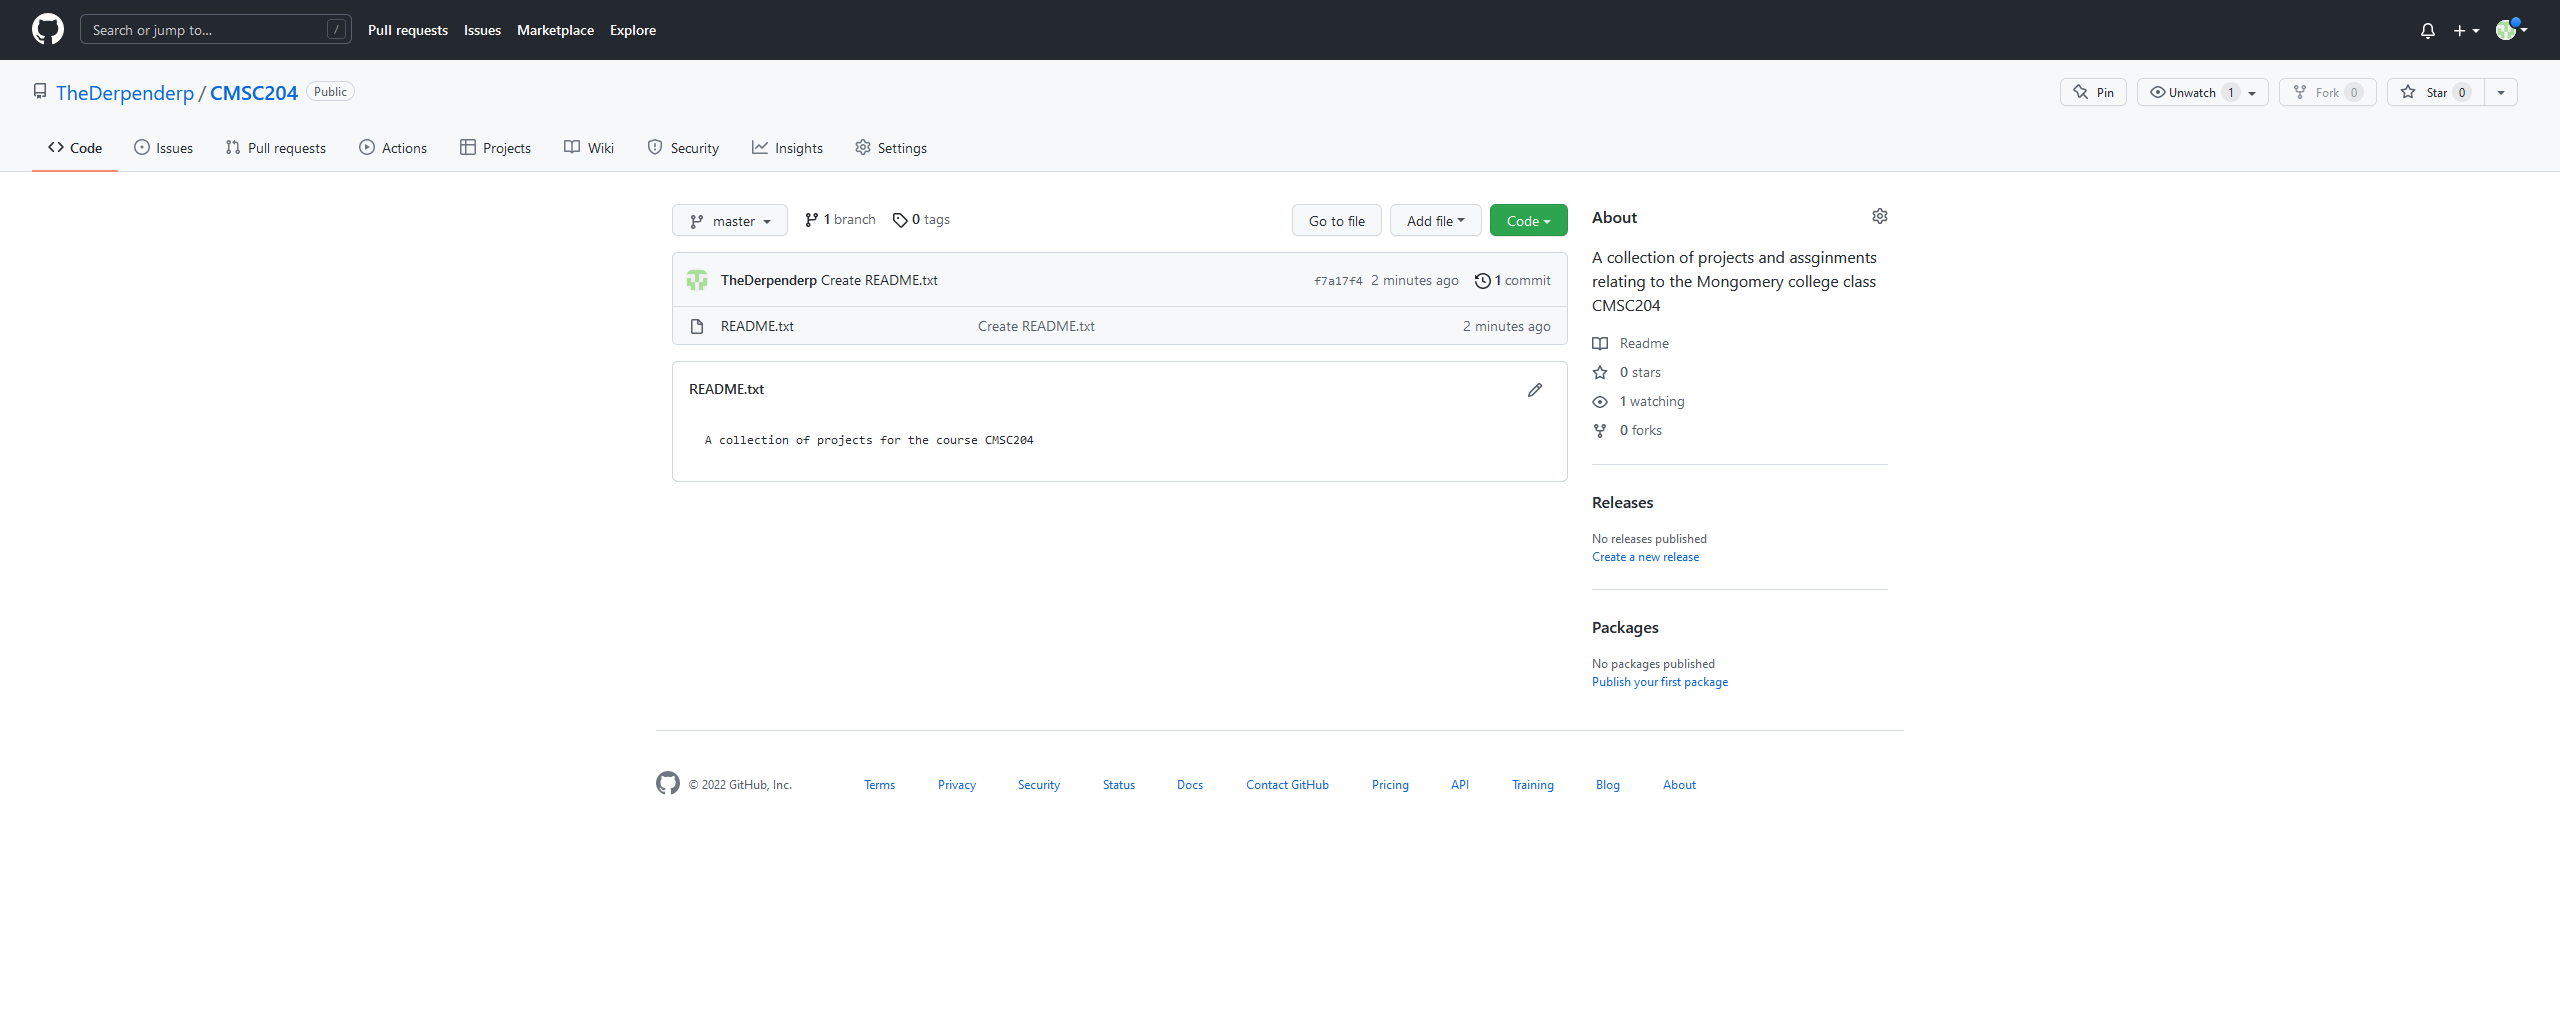 Search or jump to... /
Pull requests Issues Marketplace Explore
TheDerpenderp / CMSC204 Public
Pin Unwatch 1 Fork 0 Star 0
Code Issues Pull requests Actions Projects Wiki Security Insights Settings
master 1 branch 0 tags Go to file Add file Code
TheDerpenderp Create README.txt f7a17f4 2 minutes ago 1 commit
README.txt Create README.txt 2 minutes ago
README.txt
A collection of projects for the course CMSC204
About
A collection of projects and assginments
relating to the Mongomery college class
CMSC204
Readme
0 stars
1 watching
0 forks
Releases
No releases published
Create a new release
Packages
No packages published
Publish your first package
© 2022 GitHub, Inc. Terms Privacy Security Status Docs Contact GitHub Pricing API Training Blog About